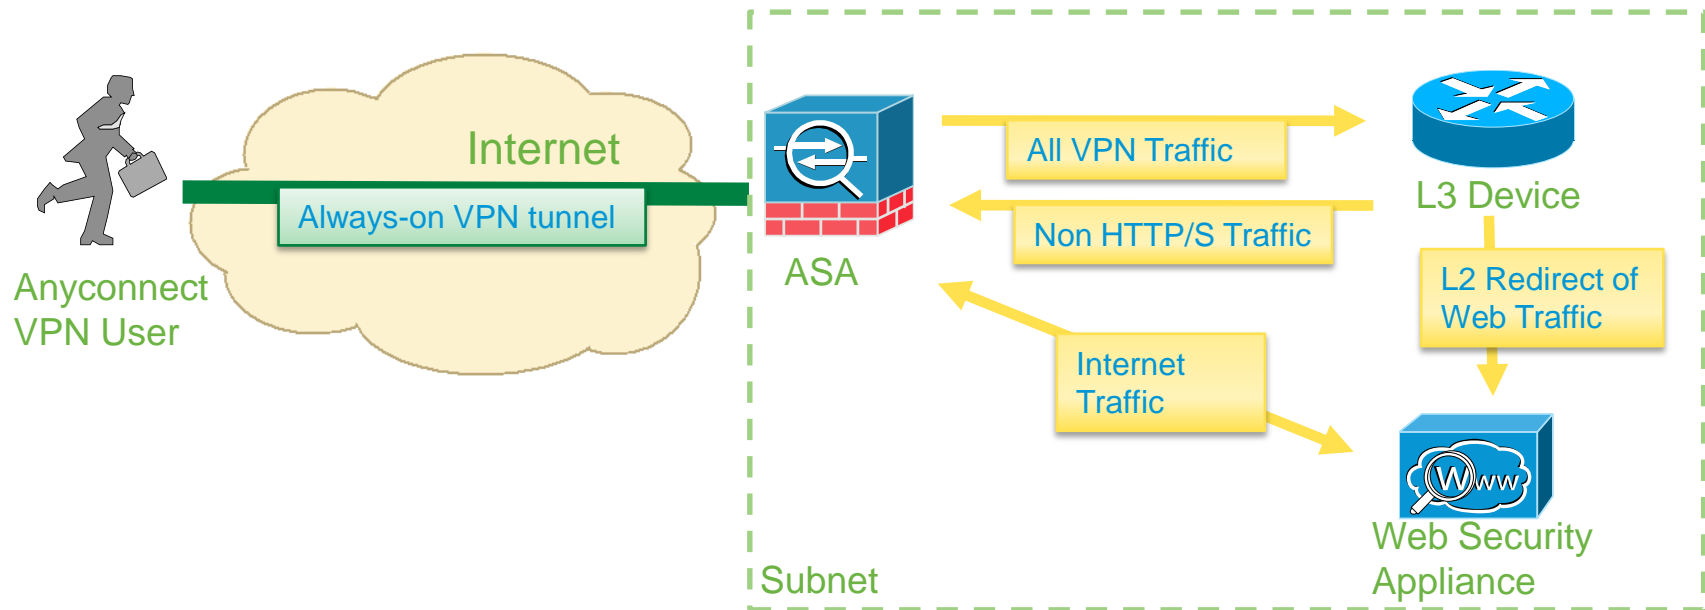 Internet
Always-on VPN tunnel
Anyconnect
VPN User
ASA
All VPN Traffic
Non HTTP/S Traffic
L3 Device
L2 Redirect of
Web Traffic
Internet
Traffic
Www
Web Security
Appliance
Subnet